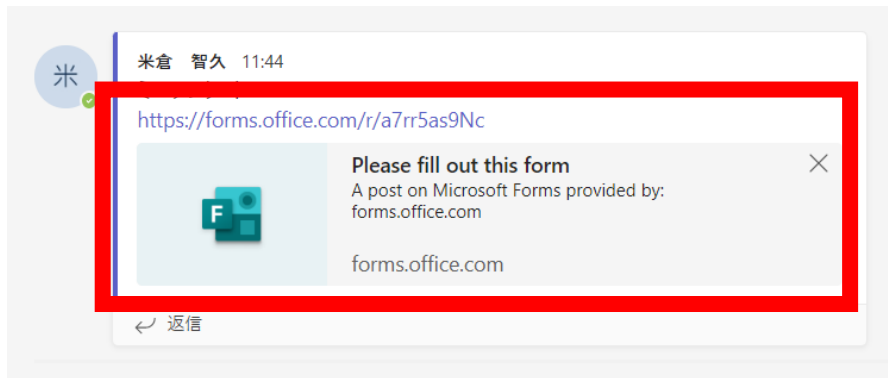 米倉　智久 11:44
米
https://forms.office.com/r/a7rr5as9Nc
Please fill out this form
A post on Microsoft Forms provided by:
forms.office.com
F
forms.office.com
返信